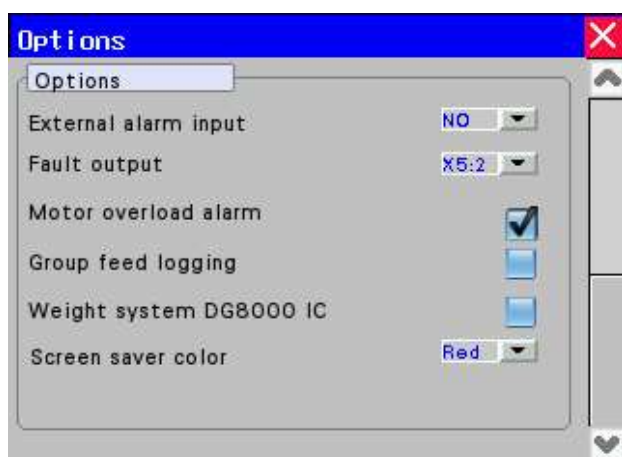 Options
Options
External alarm input NO
Fault output X5:2
Motor overload alarm
Group feed logging
Weight system DG8000 IC
Screen saver color Red